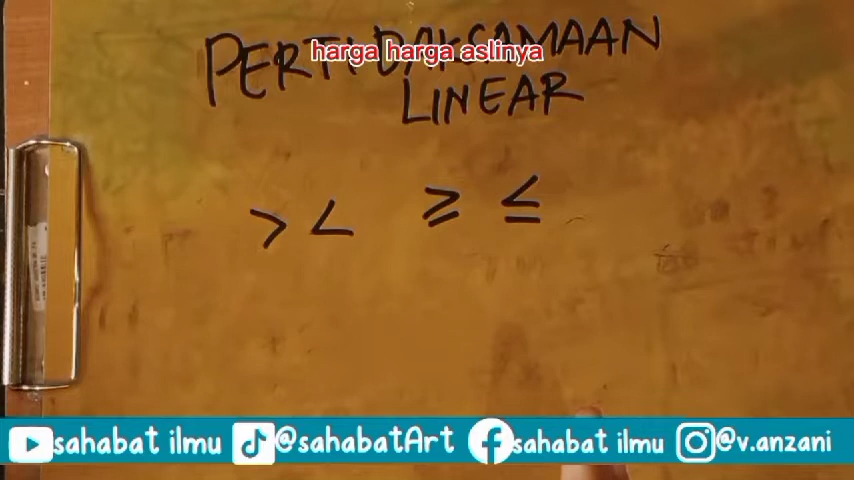 PERTIDAKSAMAAN
harga harga aslinya
LINEAR
> < ≥ ≤
sahabat ilmu @sahabatArt sahabat ilmu @v.anzani